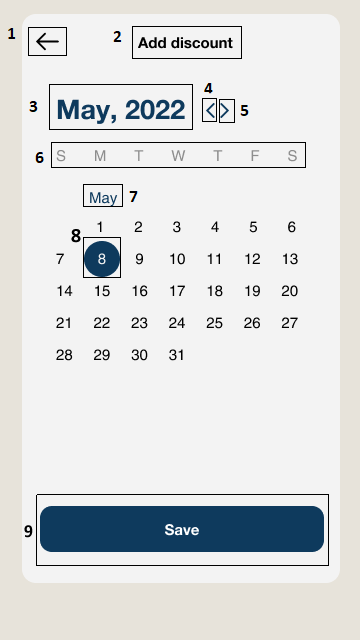 1
2 Add discount
4
3 May, 2022 < > 5
6 S M T W T F S
May 7
8 1 2 3 4 5 6
7 8 9 10 11 12 13
14 15 16 17 18 19 20
21 22 23 24 25 26 27
28 29 30 31
9 Save